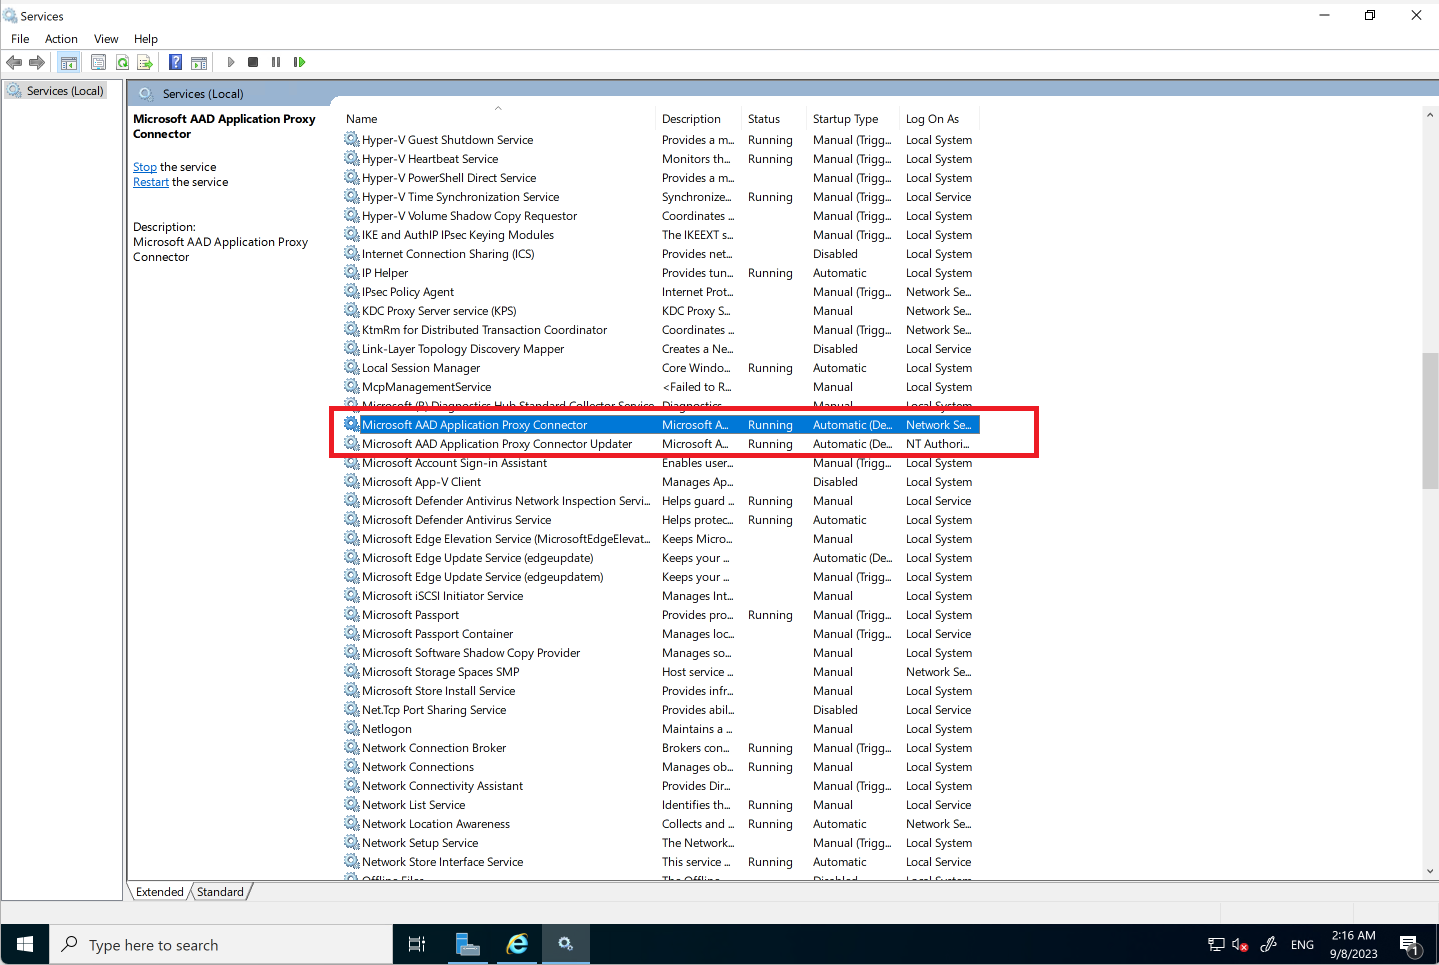 Services
File Action View Help
Services (Local)
Services (Local)
Microsoft AAD Application Proxy
Connector
Stop the service
Restart the service
Description:
Microsoft AAD Application Proxy
Connector
Name Description Status Startup Type Log On As
Hyper-V Guest Shutdown Service Provides a m... Running Manual (Trigg... Local System
Hyper-V Heartbeat Service Monitors th... Running Manual (Trigg... Local System
Hyper-V PowerShell Direct Service Provides a m... Manual (Trigg... Local System
Hyper-V Time Synchronization Service Synchronize... Running Manual (Trigg... Local Service
Hyper-V Volume Shadow Copy Requestor Coordinates ... Manual (Trigg... Local System
IKE and AuthIP IPsec Keying Modules The IKEEXT s... Manual (Trigg... Local System
Internet Connection Sharing (ICS) Provides net... Disabled Local System
IP Helper Provides tun... Running Automatic Local System
IPsec Policy Agent Internet Prot... Manual (Trigg... Network Se...
KDC Proxy Server service (KPS) KDC Proxy S... Manual Network Se...
KtmRm for Distributed Transaction Coordinator Coordinates ... Manual (Trigg... Network Se...
Link-Layer Topology Discovery Mapper Creates a Ne... Disabled Local Service
Local Session Manager Core Windo... Running Automatic Local System
McpManagementService <Failed to R... Manual Local System
Microsoft (R) Diagnostics Hub Standard Collector Service Diagnostics ... Manual Local System
Microsoft AAD Application Proxy Connector Microsoft A... Running Automatic (De... Network Se...
Microsoft AAD Application Proxy Connector Updater Microsoft A... Running Automatic (De... NT Authori...
Microsoft Account Sign-in Assistant Enables user... Manual (Trigg... Local System
Microsoft App-V Client Manages Ap... Disabled Local System
Microsoft Defender Antivirus Network Inspection Servi... Helps guard ... Running Manual Local Service
Microsoft Defender Antivirus Service Helps protec... Running Automatic Local System
Microsoft Edge Elevation Service (MicrosoftEdgeElevat... Keeps Micro... Manual Local System
Microsoft Edge Update Service (edgeupdate) Keeps your ... Automatic (De... Local System
Microsoft Edge Update Service (edgeupdatem) Keeps your ... Manual (Trigg... Local System
Microsoft iSCSI Initiator Service Manages Int... Manual Local System
Microsoft Passport Provides pro... Running Manual (Trigg... Local System
Microsoft Passport Container Manages loc... Manual (Trigg... Local Service
Microsoft Software Shadow Copy Provider Manages so... Manual Local System
Microsoft Storage Spaces SMP Host service ... Manual Network Se...
Microsoft Store Install Service Provides infr... Manual Local System
Net.Tcp Port Sharing Service Provides abil... Disabled Local Service
Netlogon Maintains a ... Manual Local System
Network Connection Broker Brokers con... Running Manual (Trigg... Local System
Network Connections Manages ob... Running Manual Local System
Network Connectivity Assistant Provides Dir... Manual (Trigg... Local System
Network List Service Identifies th... Running Manual Local Service
Network Location Awareness Collects and ... Running Automatic Network Se...
Network Setup Service The Network... Manual (Trigg... Local System
Network Store Interface Service This service ... Running Automatic Local Service
Offline Files The Offline ... Disabled Local System
Extended Standard
Type here to search
ENG
2:16 AM
9/8/2023
1